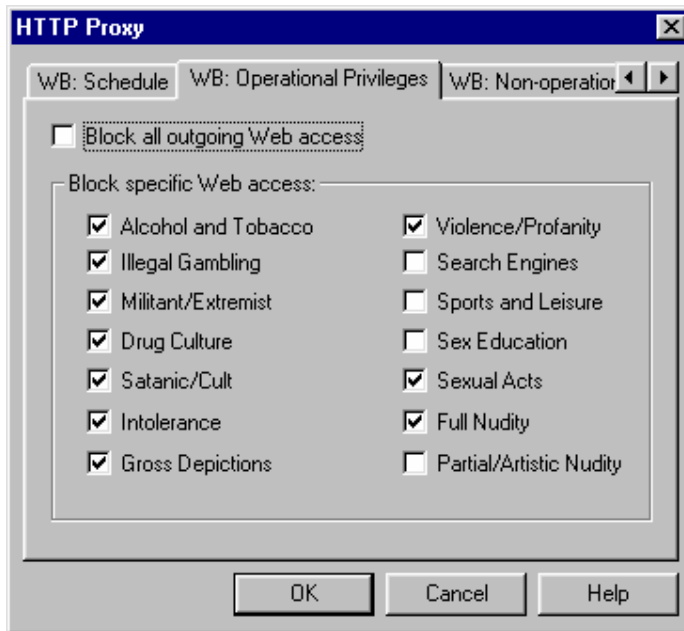 HTTP Proxy
WB: Schedule WB: Operational Privileges WB: Non-operation
Block all outgoing Web access
Block specific Web access:
Alcohol and Tobacco Violence/Profanity
Illegal Gambling Search Engines
Militant/Extremist Sports and Leisure
Drug Culture Sex Education
Satanic/Cult Sexual Acts
Intolerance Full Nudity
Gross Depictions Partial/Artistic Nudity
OK Cancel Help